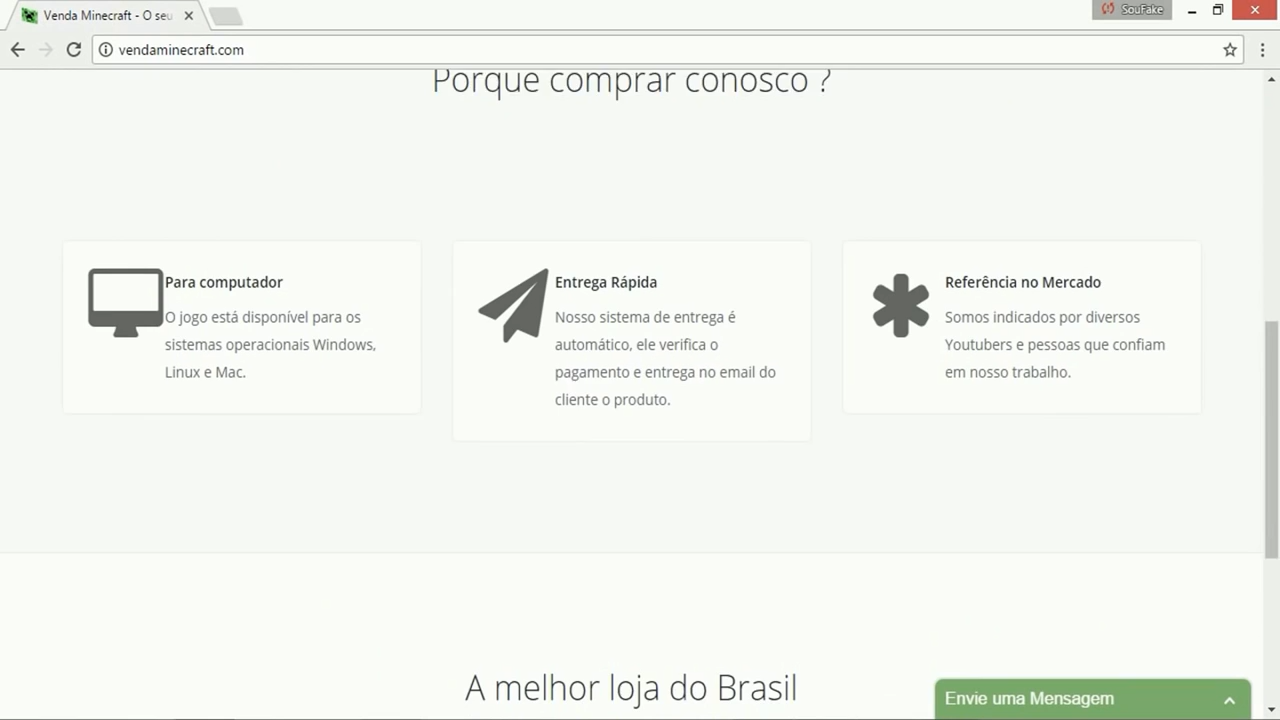 Venda Minecraft - O seu
SouFake
vendaminecraft.com
Porque comprar conosco ?
Para computador
O jogo está disponível para os
sistemas operacionais Windows,
Linux e Mac.
Entrega Rápida
Nosso sistema de entrega é
automático, ele verifica o
pagamento e entrega no email do
cliente o produto.
Referência no Mercado
Somos indicados por diversos
Youtubers e pessoas que confiam
em nosso trabalho.
A melhor loja do Brasil
Envie uma Mensagem